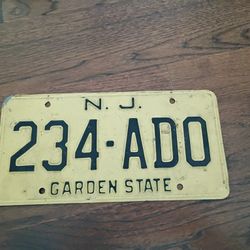 N. J.
234-ADO
GARDEN STATE